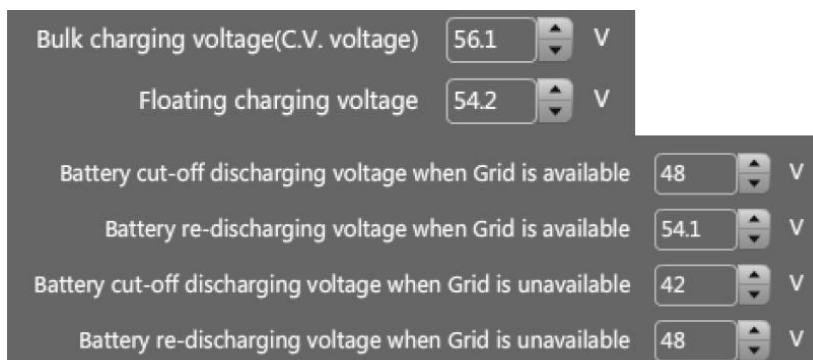 Bulk charging voltage(C.V. voltage) 56.1 V
Floating charging voltage 54.2 V
Battery cut-off discharging voltage when Grid is available 48 V
Battery re-discharging voltage when Grid is available 54.1 V
Battery cut-off discharging voltage when Grid is unavailable 42 V
Battery re-discharging voltage when Grid is unavailable 48 V